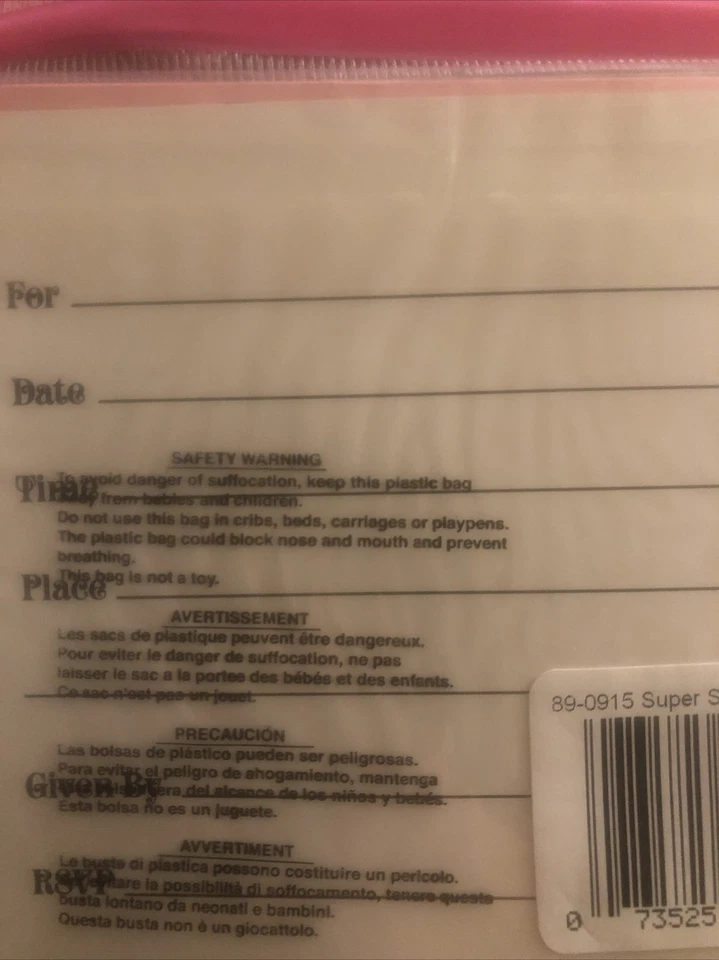 For
Date
SAFETY WARNING
Time
To avoid danger of suffocation, keep this plastic bag
away from babies and children.
Do not use this bag in cribs, beds, carriages or playpens.
The plastic bag could block nose and mouth and prevent
breathing.
This bag is not a toy.
Place
AVERTISSEMENT
Les sacs de plastique peuvent être dangereux.
Pour eviter le danger de suffocation, ne pas
laisser le sac a la portee des bébés et des enfants.
Ce sac n'est pas un jouet.
89-0915 Super S
PRECAUCIÓN
Las bolsas de plástico pueden ser peligrosas.
Para evitar el peligro de ahogamiento, mantenga
Given By
fuera del alcance de los niños y bebés.
Esta bolsa no es un juguete.
AVVERTIMENT
Le busta di plastica possono costituire un pericolo.
RSVP
la possibilità di soffocamento, tenere questa
busta lontano da neonati e bambini.
Questa busta non è un giocattolo.
0 73525